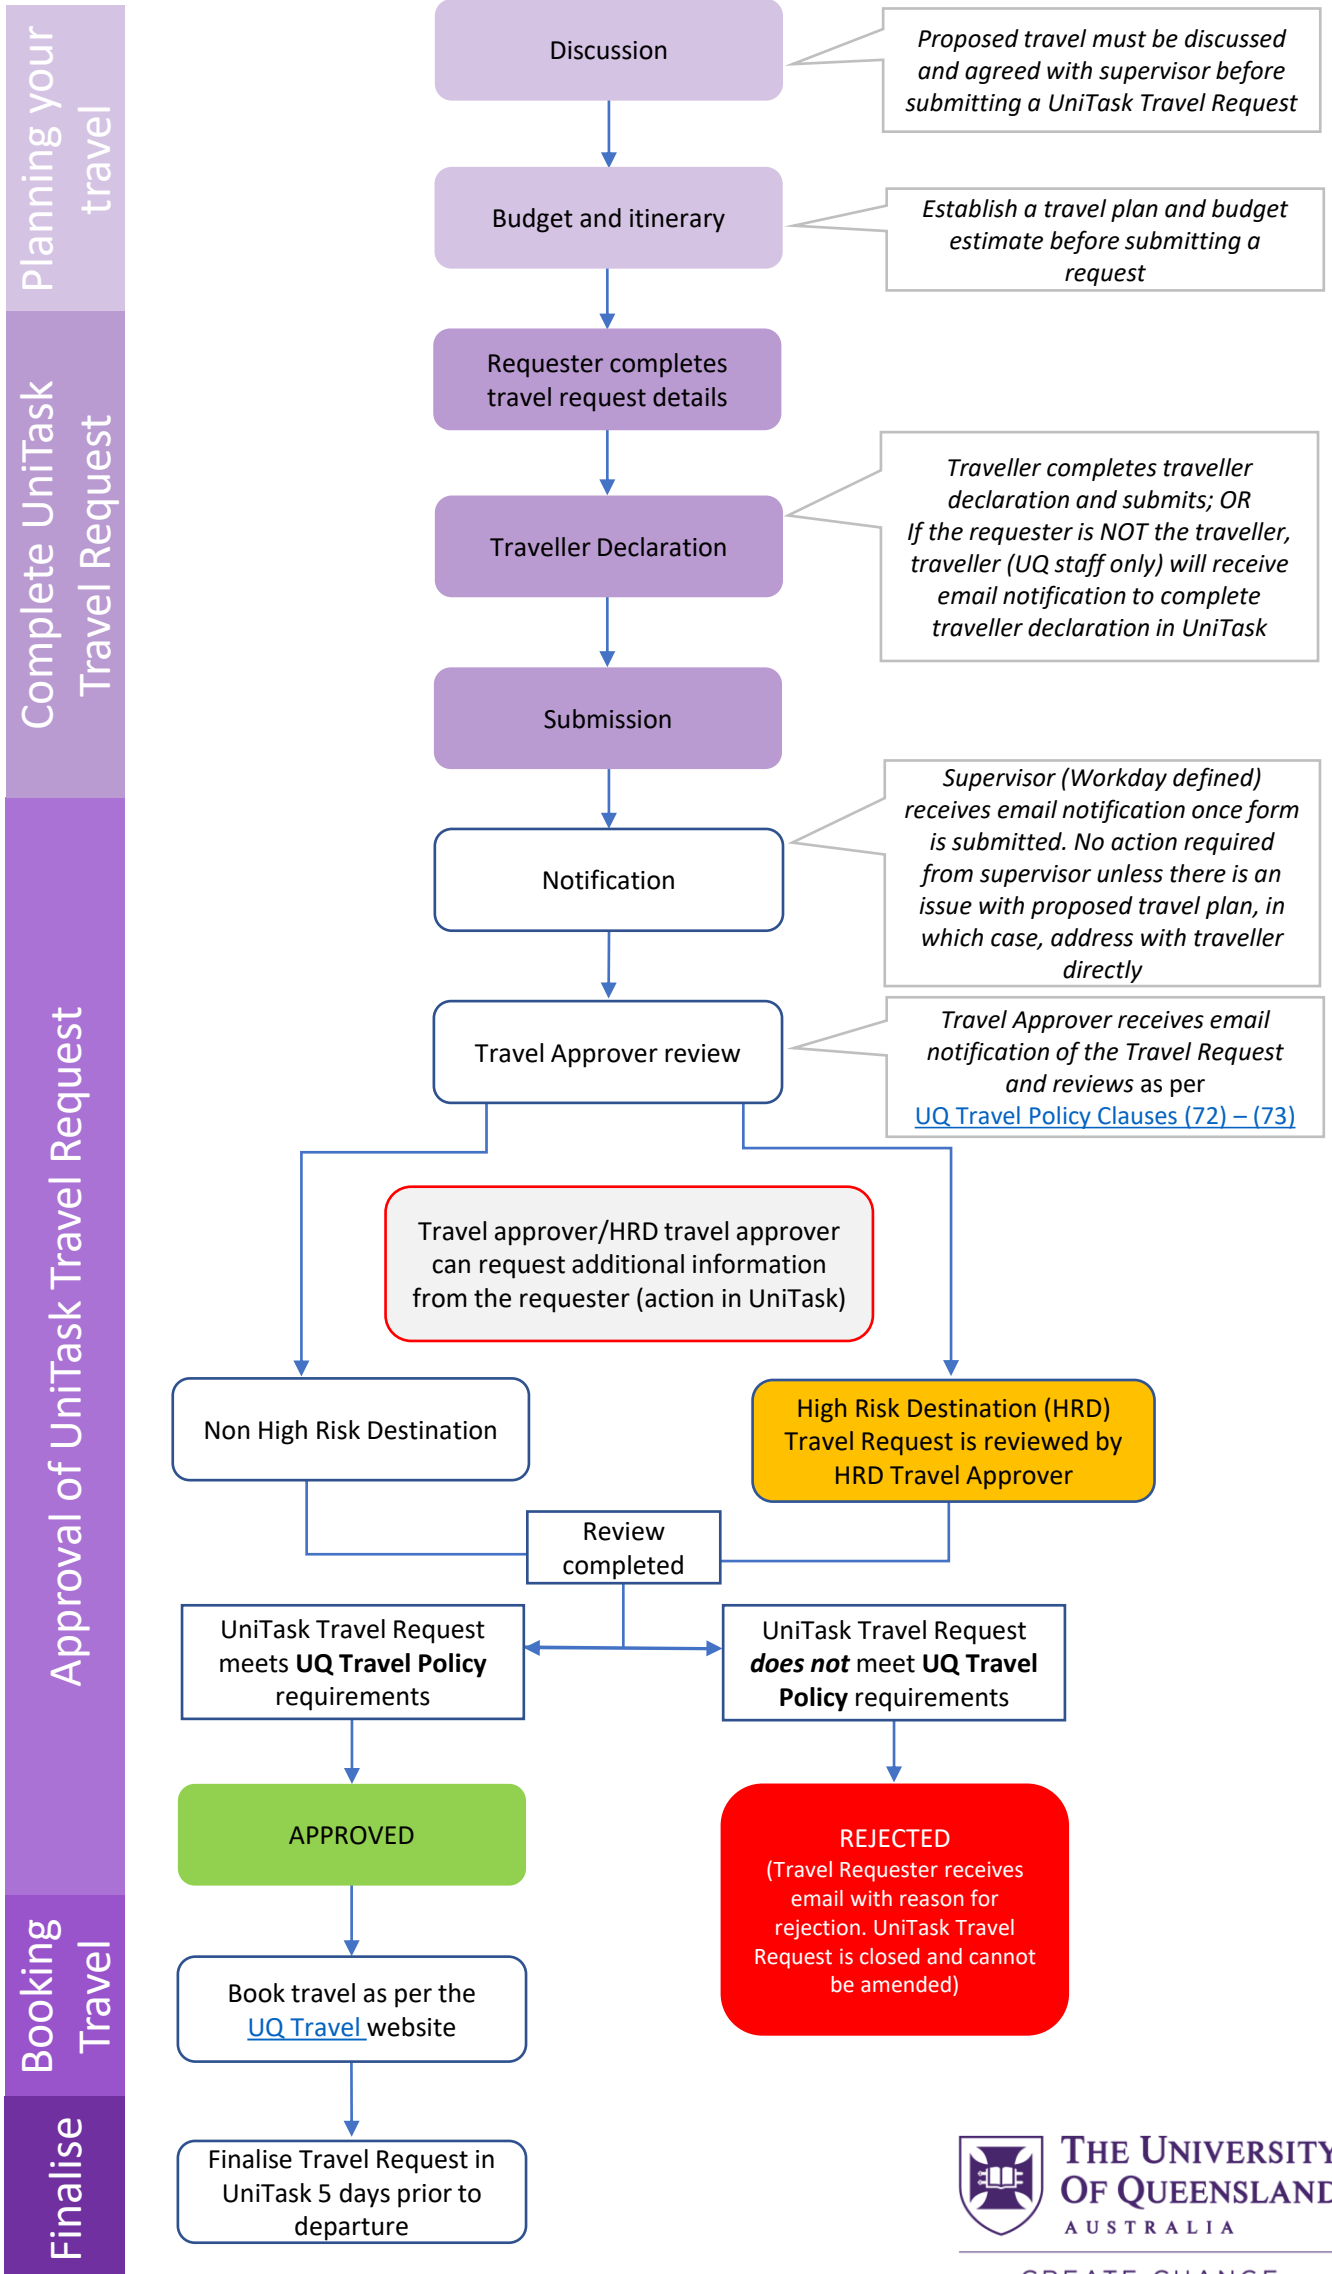 Planning your
travel
Discussion
Proposed travel must be discussed
and agreed with supervisor before
submitting a UniTask Travel Request
Budget and itinerary
Establish a travel plan and budget
estimate before submitting a
request
Complete UniTask
Travel Request
Requester completes
travel request details
Traveller Declaration
Traveller completes traveller
declaration and submits; OR
If the requester is NOT the traveller,
traveller (UQ staff only) will receive
email notification to complete
traveller declaration in UniTask
Submission
Approval of UniTask Travel Request
Notification
Supervisor (Workday defined)
receives email notification once form
is submitted. No action required
from supervisor unless there is an
issue with proposed travel plan, in
which case, address with traveller
directly
Travel Approver review
Travel Approver receives email
notification of the Travel Request
and reviews as per
UQ Travel Policy Clauses (72) – (73)
Travel approver/HRD travel approver
can request additional information
from the requester (action in UniTask)
Non High Risk Destination
High Risk Destination (HRD)
Travel Request is reviewed by
HRD Travel Approver
Review
completed
UniTask Travel Request
meets UQ Travel Policy
requirements
UniTask Travel Request
does not meet UQ Travel
Policy requirements
APPROVED
REJECTED
(Travel Requester receives
email with reason for
rejection. UniTask Travel
Request is closed and cannot
be amended)
Booking
Travel
Book travel as per the
UQ Travel website
Finalise
Finalise Travel Request in
UniTask 5 days prior to
departure
THE UNIVERSITY
OF QUEENSLAND
AUSTRALIA
CREATE CHANGE